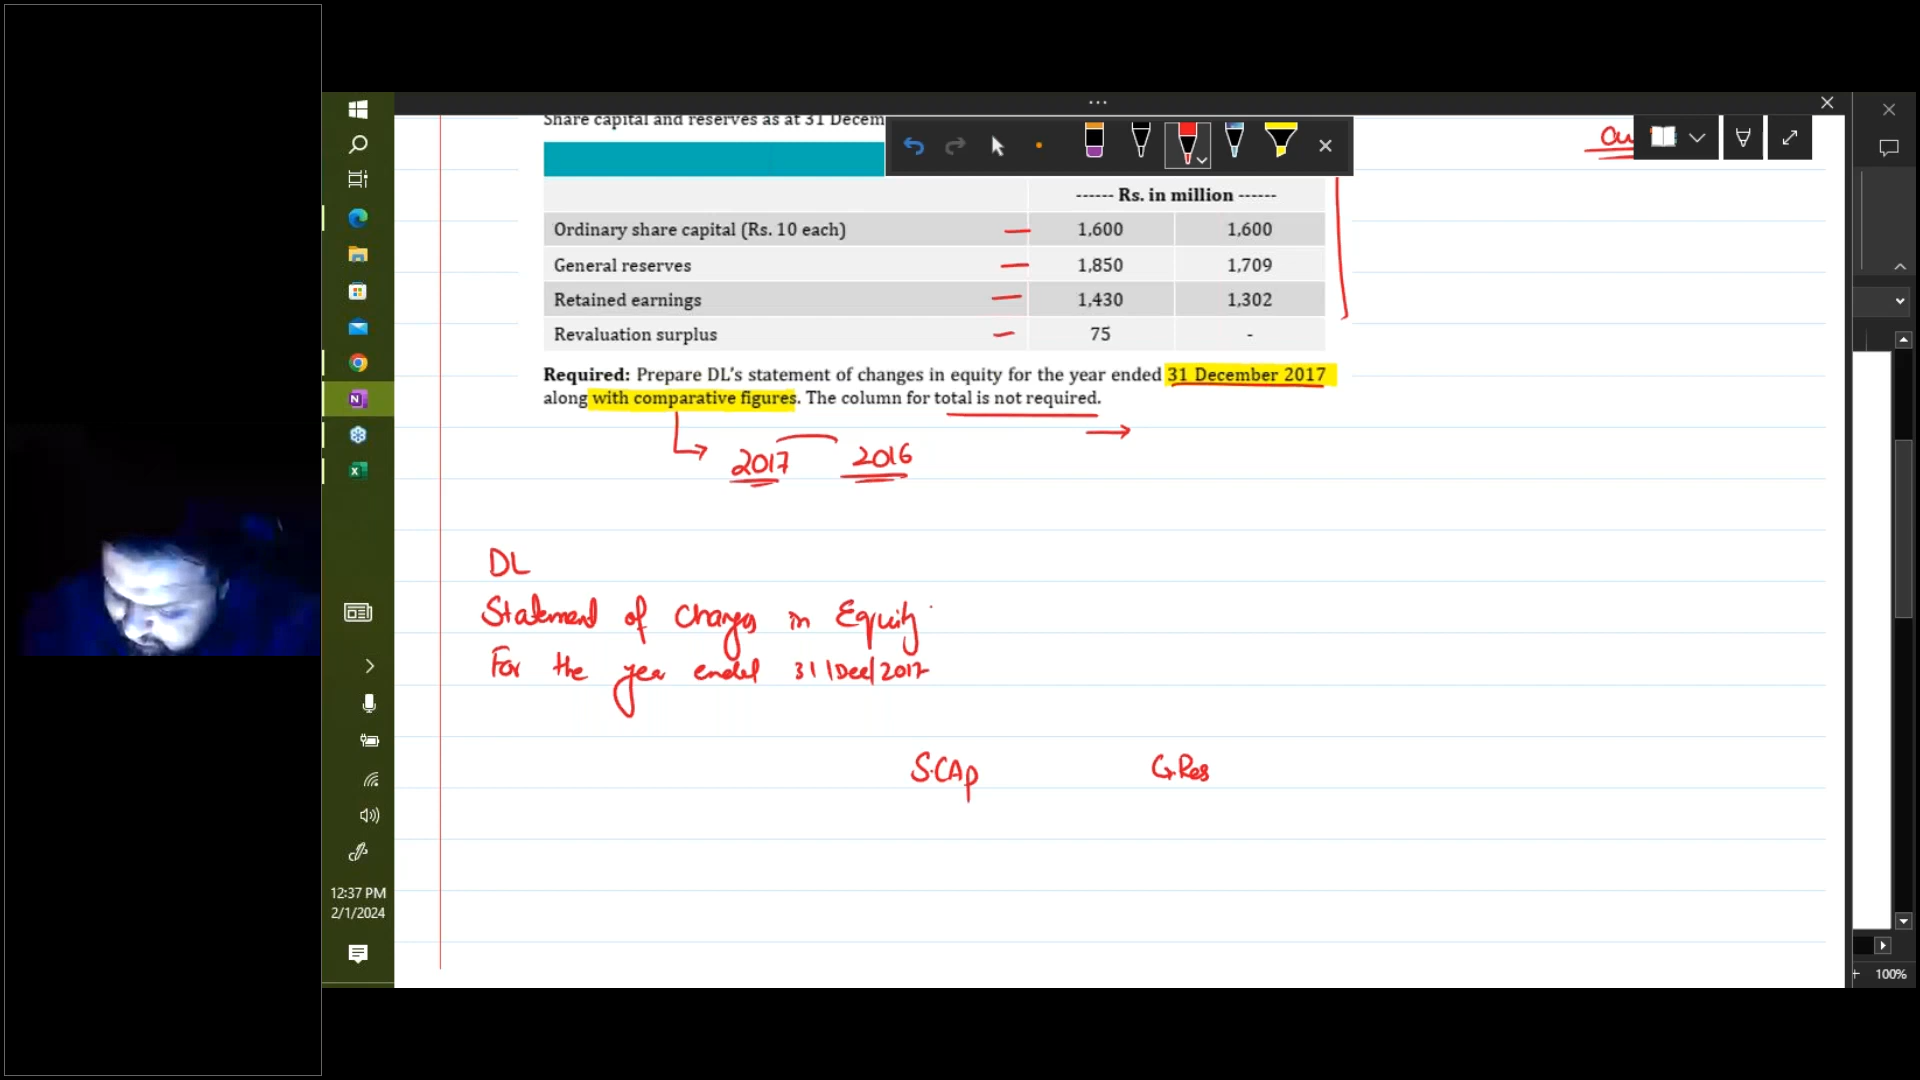 Share capital and reserves as at 31 Decem
------ Rs. in million ------
Ordinary share capital (Rs. 10 each) 1,600 1,600
General reserves 1,850 1,709
Retained earnings 1,430 1,302
Revaluation surplus 75 -
Required: Prepare DL's statement of changes in equity for the year ended 31 December 2017
along with comparative figures. The column for total is not required.
2017 2016
DL
Statement of Changes in Equity
For the year ended 31/Dec/2017
S.CAp G.Res
12:37 PM
2/1/2024
100%